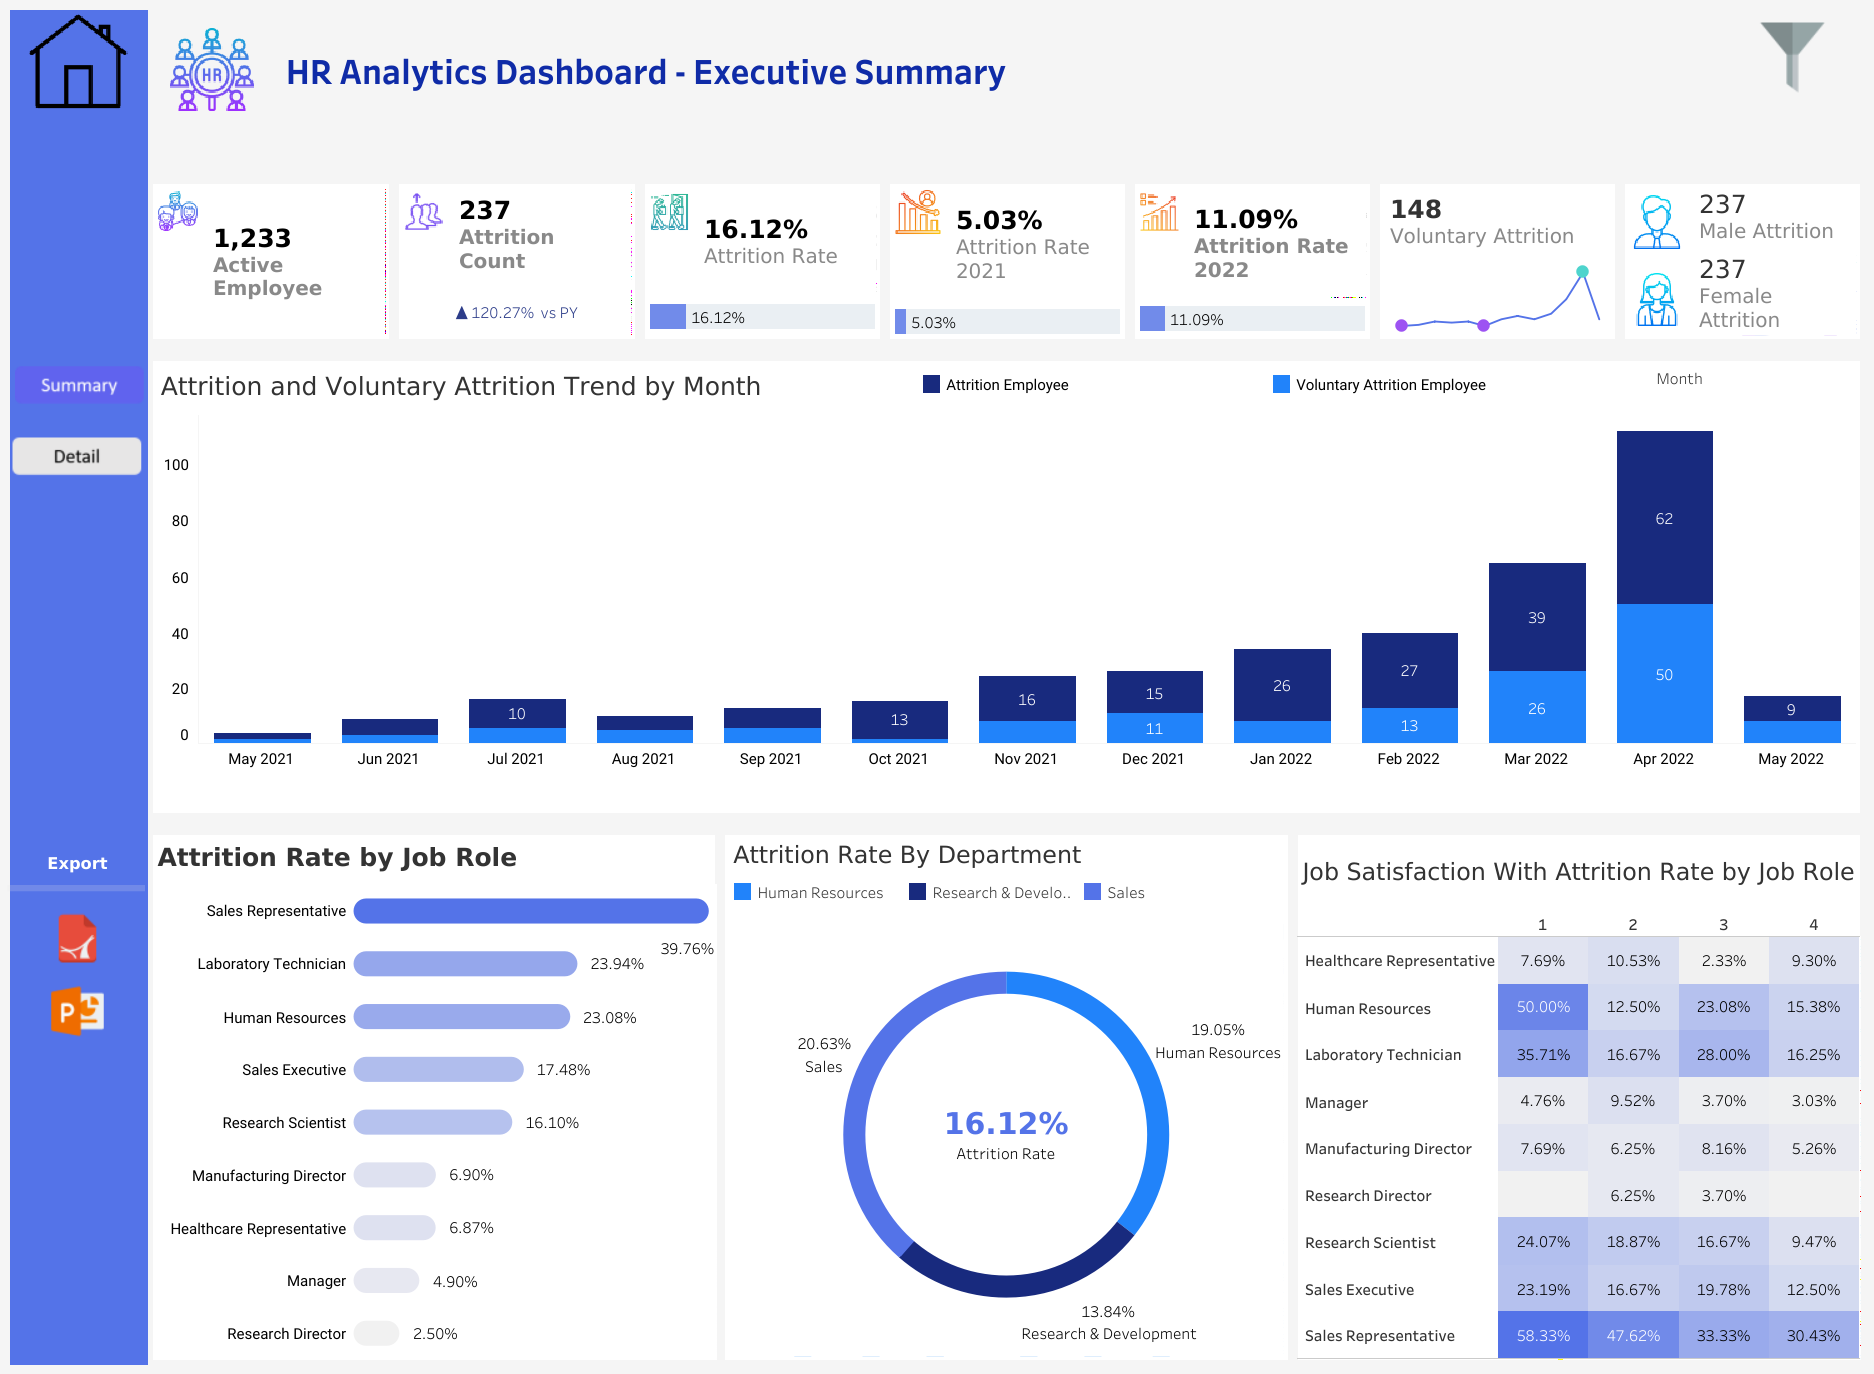 HR
HR Analytics Dashboard - Executive Summary
1,233
Active
Employee
237
Attrition
Count
▲ 120.27% vs PY
16.12%
Attrition Rate
16.12%
5.03%
Attrition Rate
2021
5.03%
11.09%
Attrition Rate
2022
11.09%
148
Voluntary Attrition
237
Male Attrition
237
Female
Attrition
Summary
Detail
Export
P
Attrition and Voluntary Attrition Trend by Month
Attrition Employee
Voluntary Attrition Employee
Month
100
80
60
40
20
0
10
13
16
15
11
26
27
13
39
26
62
50
9
May 2021
Jun 2021
Jul 2021
Aug 2021
Sep 2021
Oct 2021
Nov 2021
Dec 2021
Jan 2022
Feb 2022
Mar 2022
Apr 2022
May 2022
Attrition Rate by Job Role
Sales Representative
39.76%
Laboratory Technician 23.94%
Human Resources 23.08%
Sales Executive 17.48%
Research Scientist 16.10%
Manufacturing Director 6.90%
Healthcare Representative 6.87%
Manager 4.90%
Research Director 2.50%
Attrition Rate By Department
Human Resources
Research & Develo..
Sales
19.05%
Human Resources
20.63%
Sales
16.12%
Attrition Rate
13.84%
Research & Development
Job Satisfaction With Attrition Rate by Job Role
1 2 3 4
Healthcare Representative 7.69% 10.53% 2.33% 9.30%
Human Resources 50.00% 12.50% 23.08% 15.38%
Laboratory Technician 35.71% 16.67% 28.00% 16.25%
Manager 4.76% 9.52% 3.70% 3.03%
Manufacturing Director 7.69% 6.25% 8.16% 5.26%
Research Director 6.25% 3.70%
Research Scientist 24.07% 18.87% 16.67% 9.47%
Sales Executive 23.19% 16.67% 19.78% 12.50%
Sales Representative 58.33% 47.62% 33.33% 30.43%